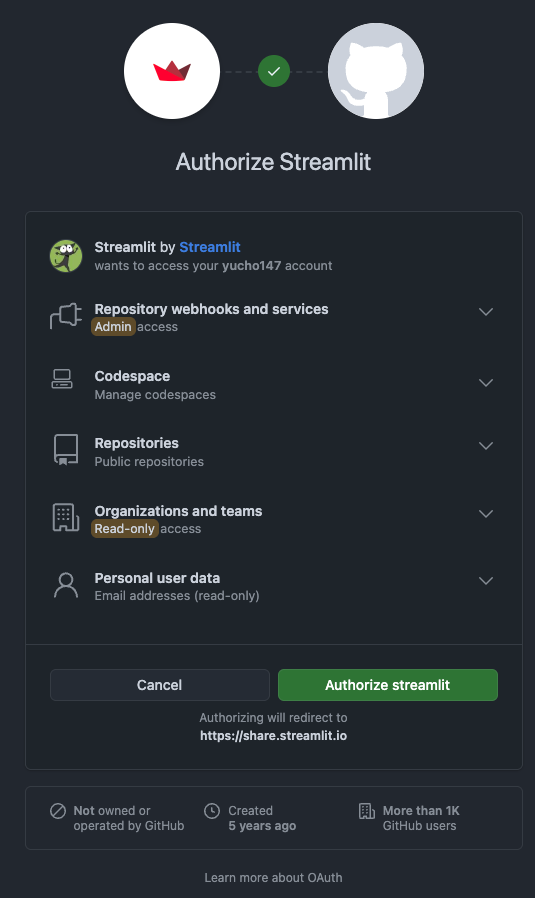 Authorize Streamlit
Streamlit by Streamlit
wants to access your yucho147 account
Repository webhooks and services
Admin access
Codespace
Manage codespaces
Repositories
Public repositories
Organizations and teams
Read-only access
Personal user data
Email addresses (read-only)
Cancel
Authorize streamlit
Authorizing will redirect to
https://share.streamlit.io
Not owned or
operated by GitHub
Created
5 years ago
More than 1K
GitHub users
Learn more about OAuth